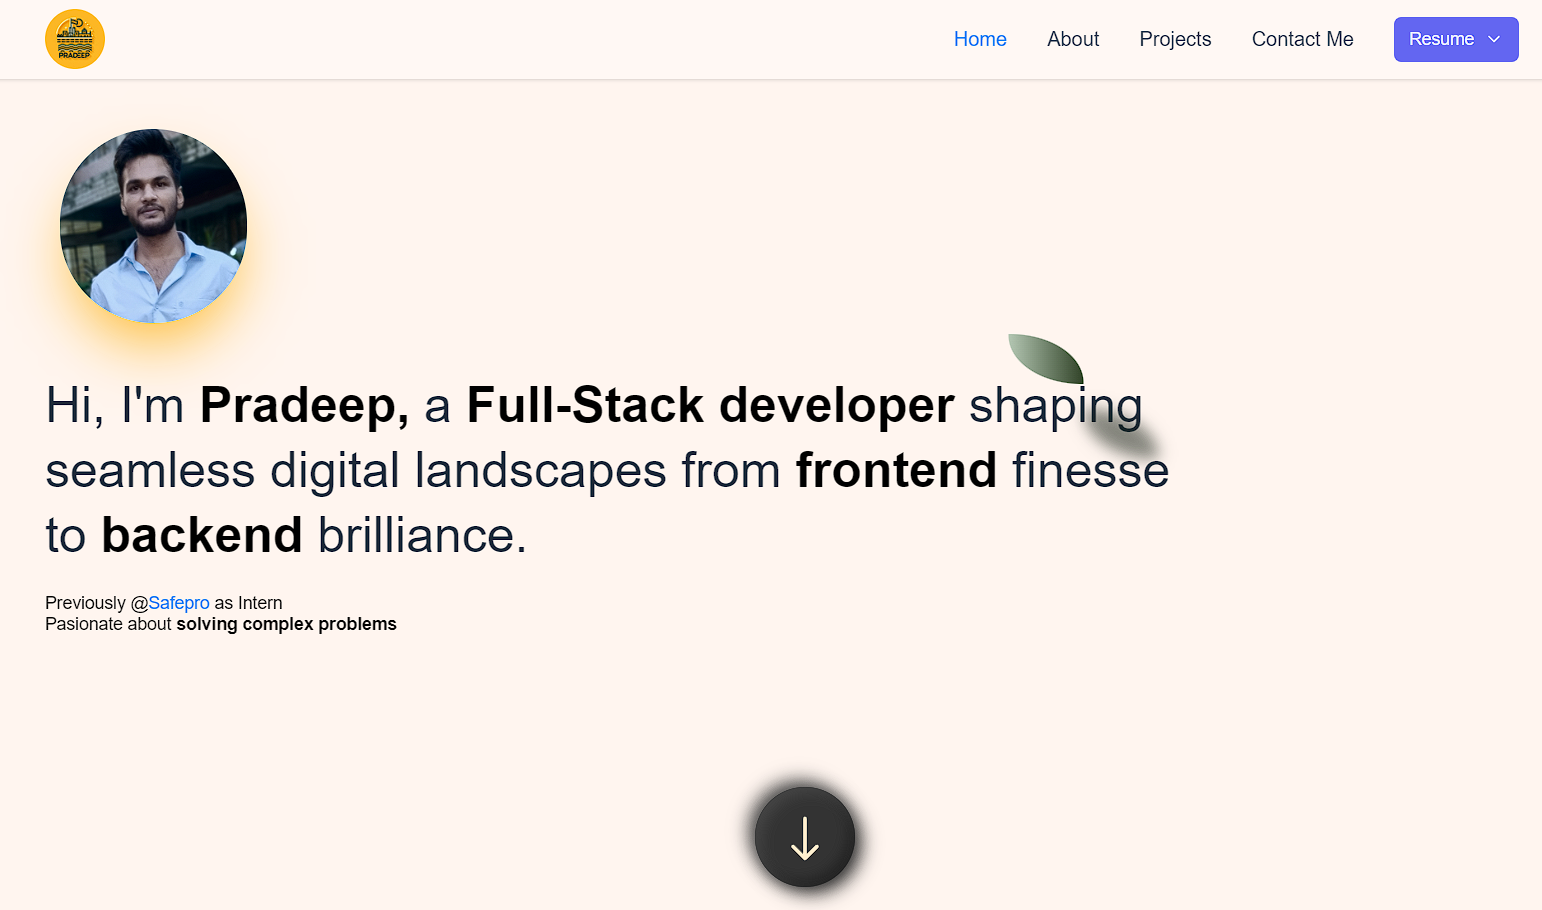 PRADEEP
Home About Projects Contact Me Resume
Hi, I'm Pradeep, a Full-Stack developer shaping
seamless digital landscapes from frontend finesse
to backend brilliance.
Previously @Safepro as Intern
Pasionate about solving complex problems